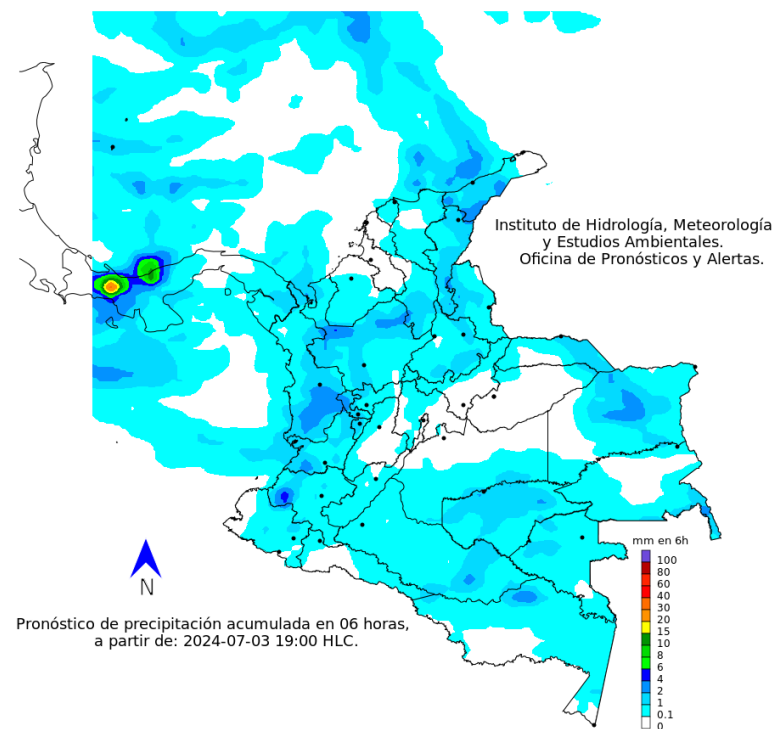 Instituto de Hidrología, Meteorología
y Estudios Ambientales.
Oficina de Pronósticos y Alertas.
mm en 6h
100
80
60
40
30
20
15
10
8
6
4
2
1
0.1
0
N
Pronóstico de precipitación acumulada en 06 horas,
a partir de: 2024-07-03 19:00 HLC.